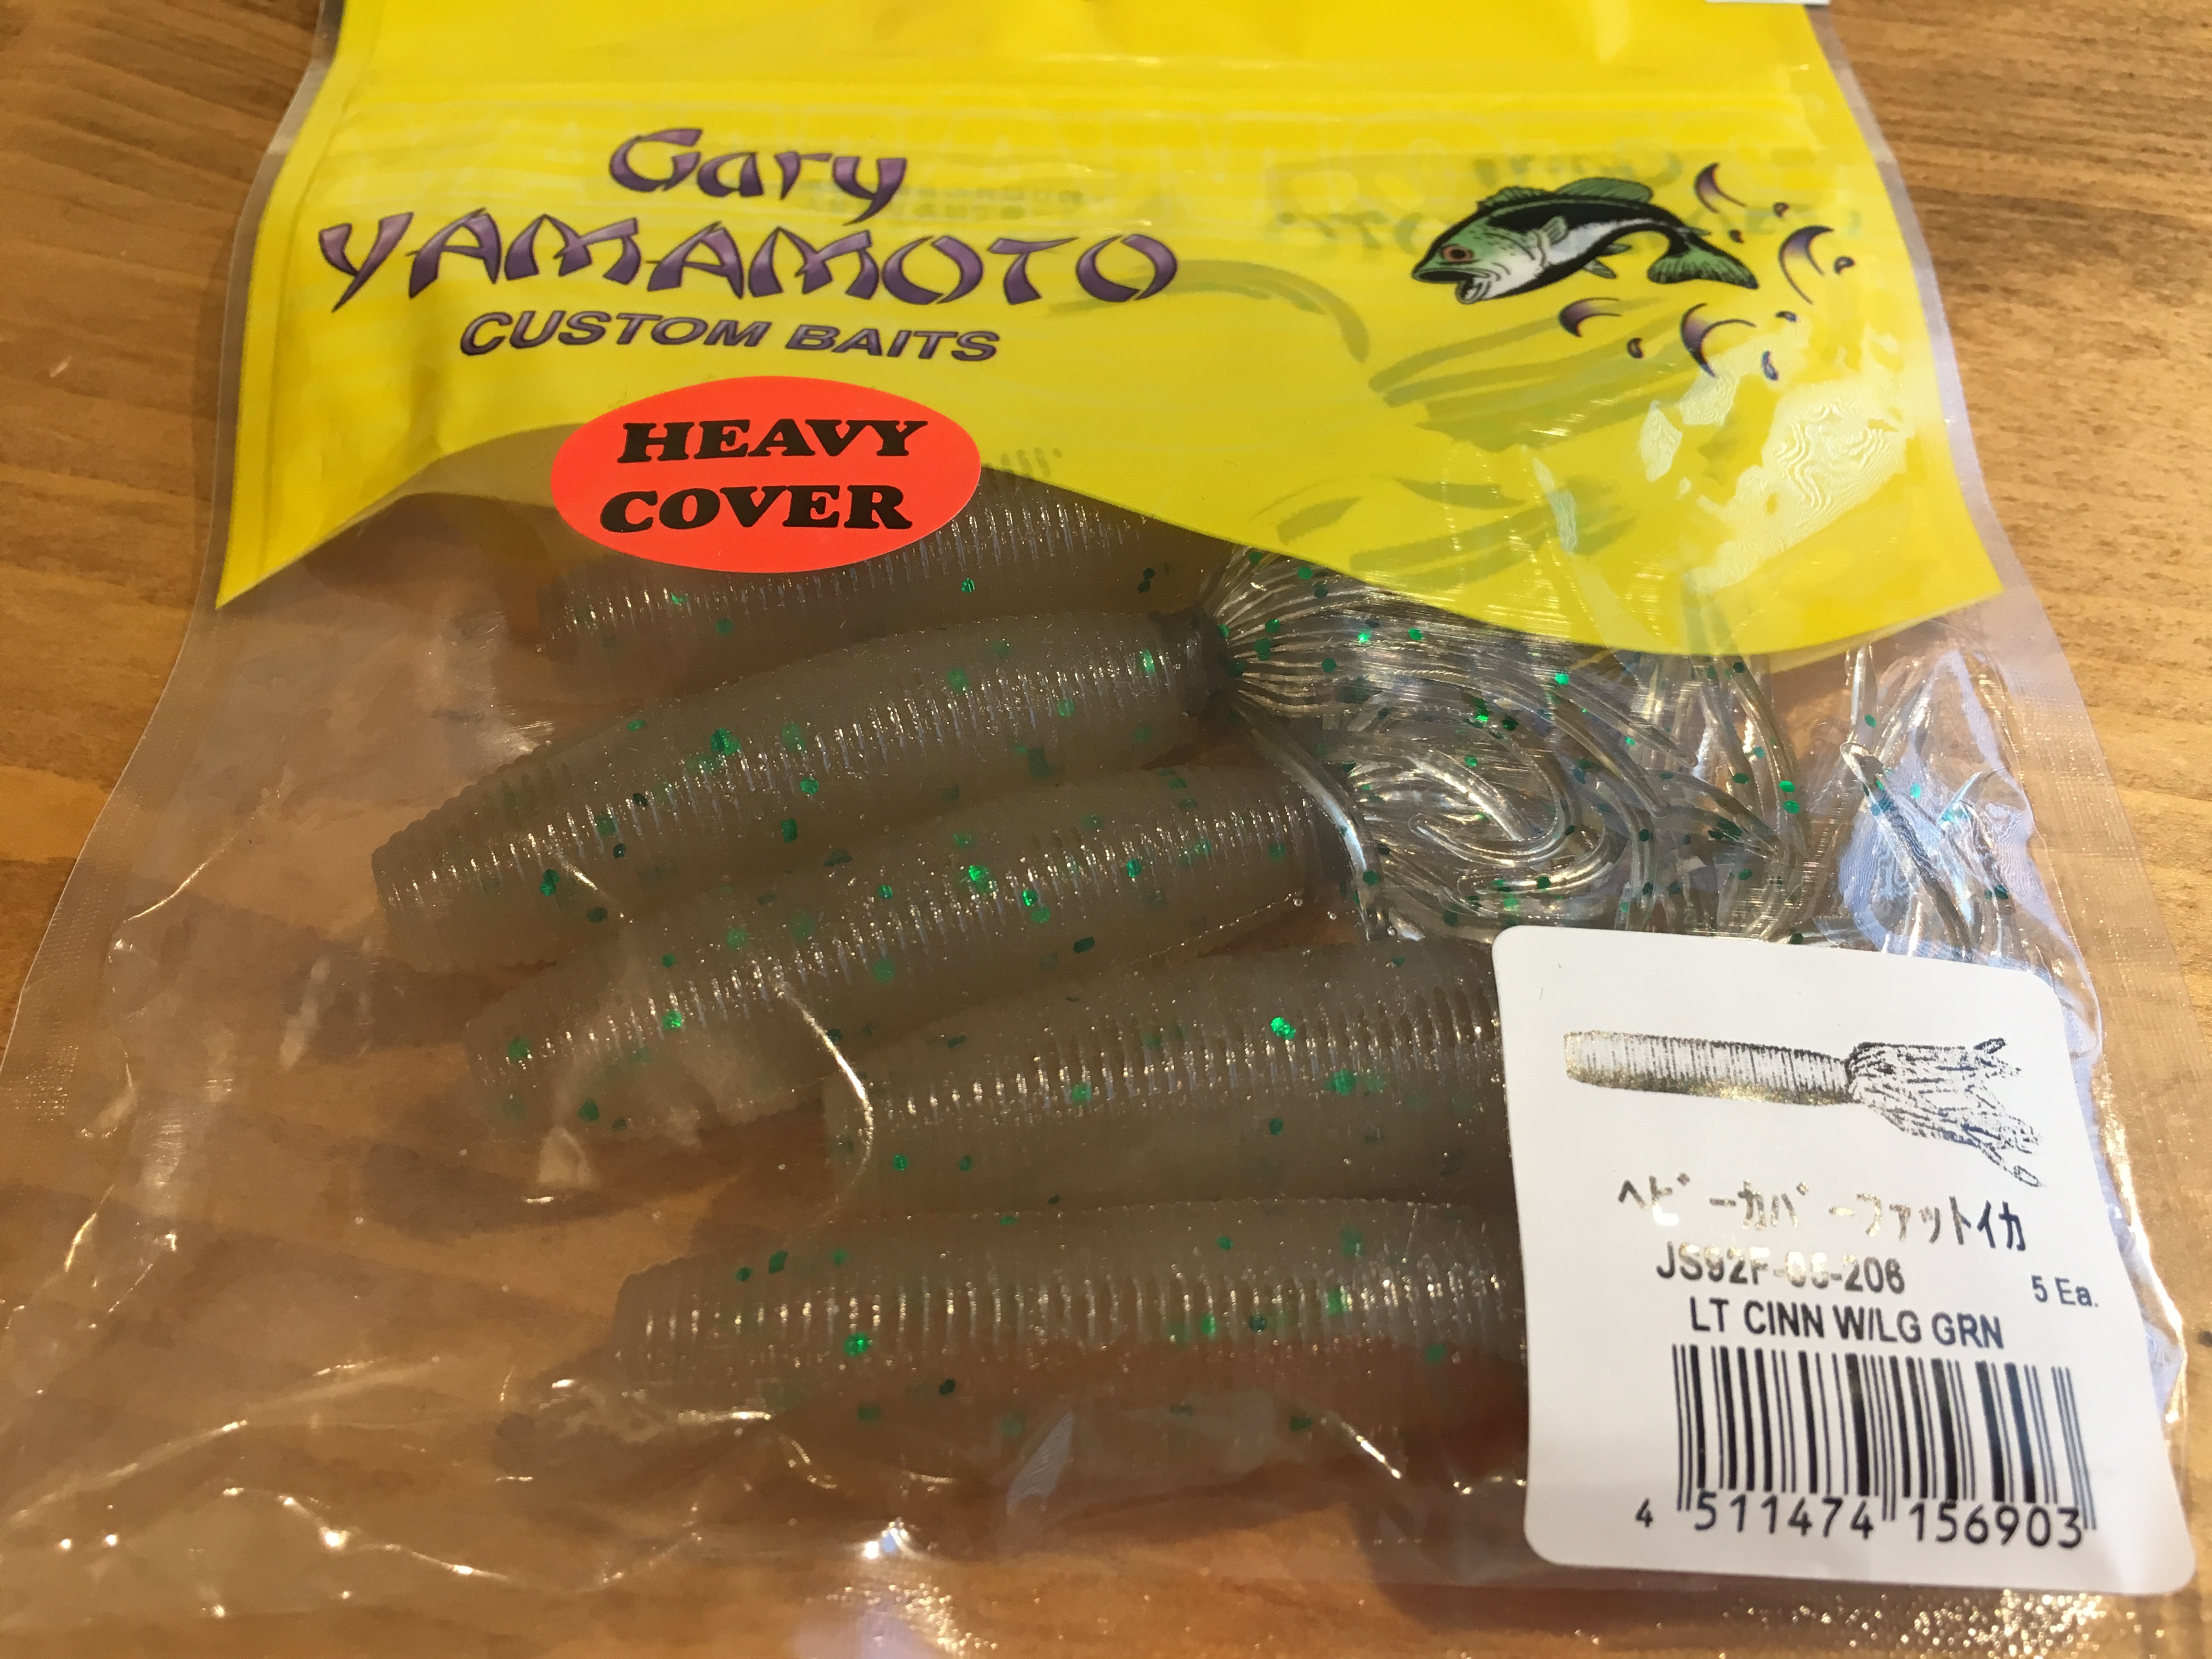 Gary
YAMAMOTO
CUSTOM BAITS
HEAVY
COVER
ヘビーカバーファットイカ
5 Ea.
LT CINN W/LG GRN
4 511474 156903